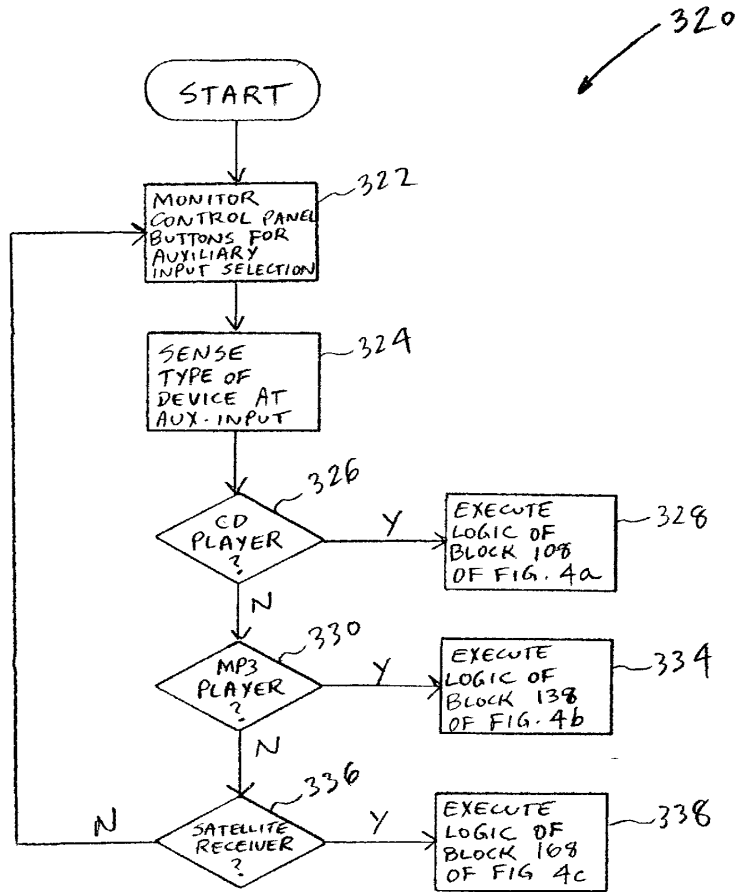 320
START
322
MONITOR
CONTROL PANEL
BUTTONS FOR
AUXILIARY
INPUT SELECTION
324
SENSE
TYPE OF
DEVICE AT
AUX. INPUT
326
CD
PLAYER
?
Y
328
EXECUTE
LOGIC OF
BLOCK 108
OF FIG. 4a
N
330
MP3
PLAYER
?
Y
334
EXECUTE
LOGIC OF
BLOCK 138
OF FIG. 4b
N
336
SATELLITE
RECEIVER
?
N
Y
338
EXECUTE
LOGIC OF
BLOCK 168
OF FIG 4c